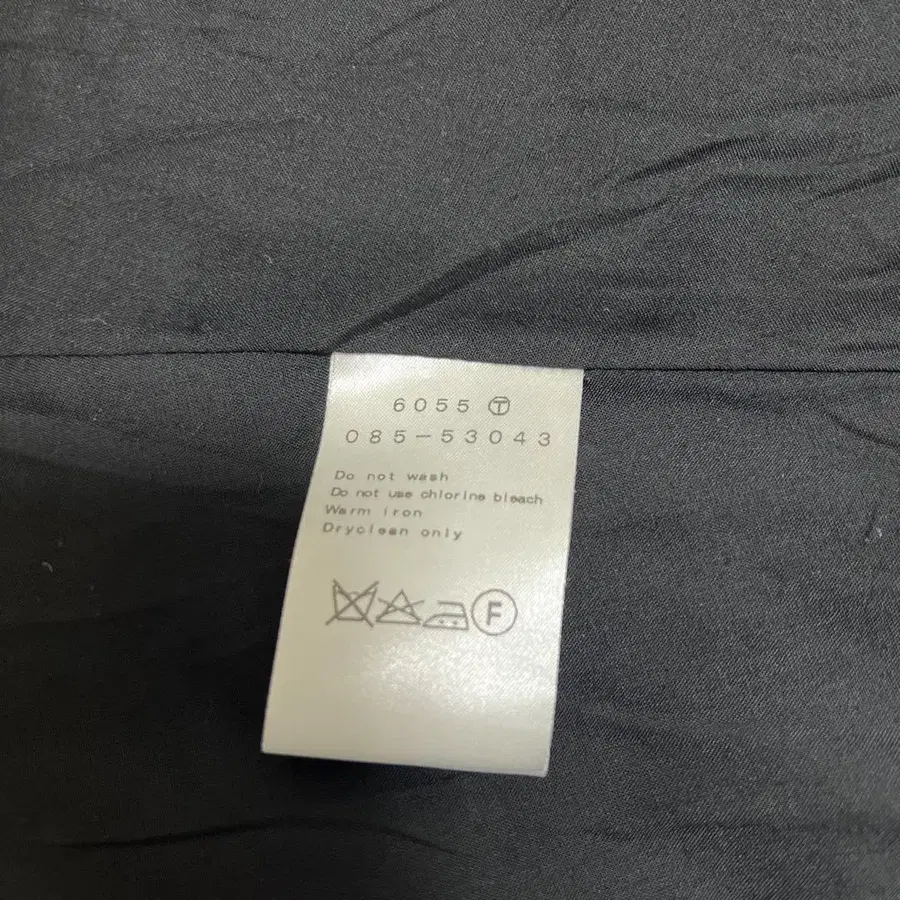 6055 Ⓣ
085-53043
Do not wash
Do not use chlorine bleach
Warm iron
Dryclean only
F